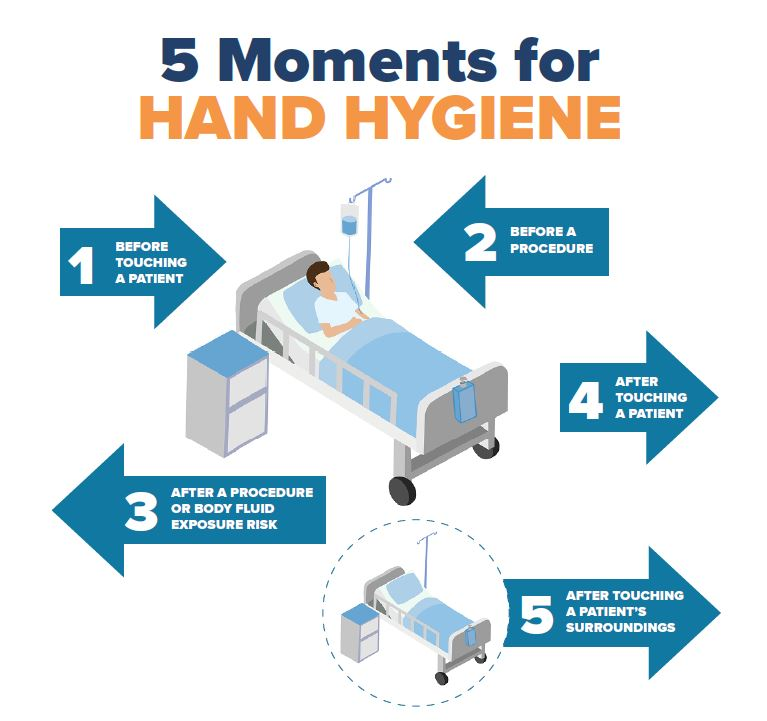 5 Moments for
HAND HYGIENE
1
BEFORE
TOUCHING
A PATIENT
2
BEFORE A
PROCEDURE
3
AFTER A PROCEDURE
OR BODY FLUID
EXPOSURE RISK
4
AFTER
TOUCHING
A PATIENT
5
AFTER TOUCHING
A PATIENT'S
SURROUNDINGS